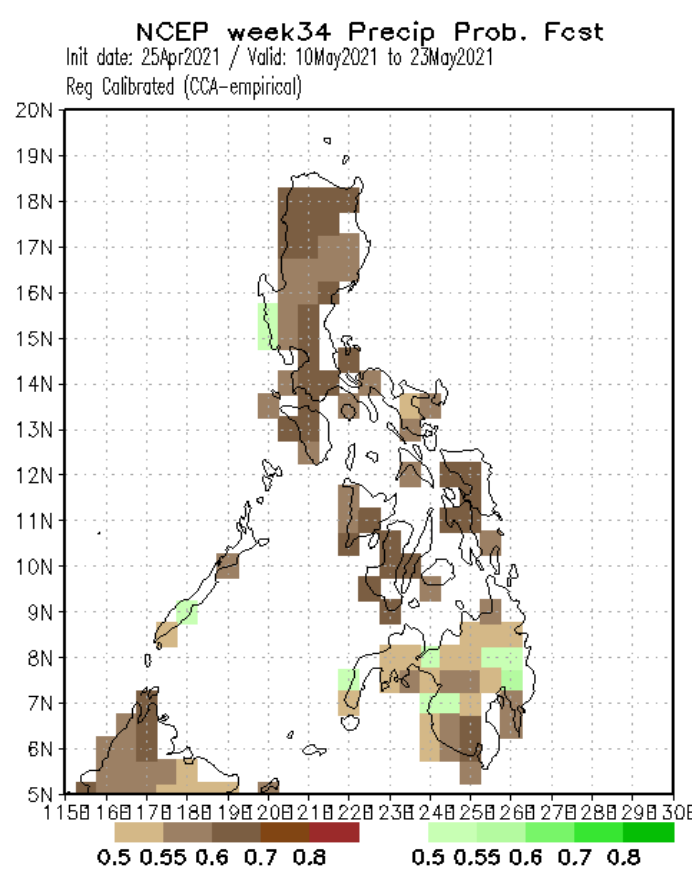 NCEP week34 Precip Prob. Fcst
Init date: 25Apr2021 / Valid: 10May2021 to 23May2021
Reg Calibrated (CCA-empirical)
20N
19N
18N
17N
16N
15N
14N
13N
12N
11N
10N
9N
8N
7N
6N
5N
115E 116E 117E 118E 119E 120E 121E 122E 123E 124E 125E 126E 127E 128E 129E 130E
0.5 0.55 0.6 0.7 0.8 0.5 0.55 0.6 0.7 0.8